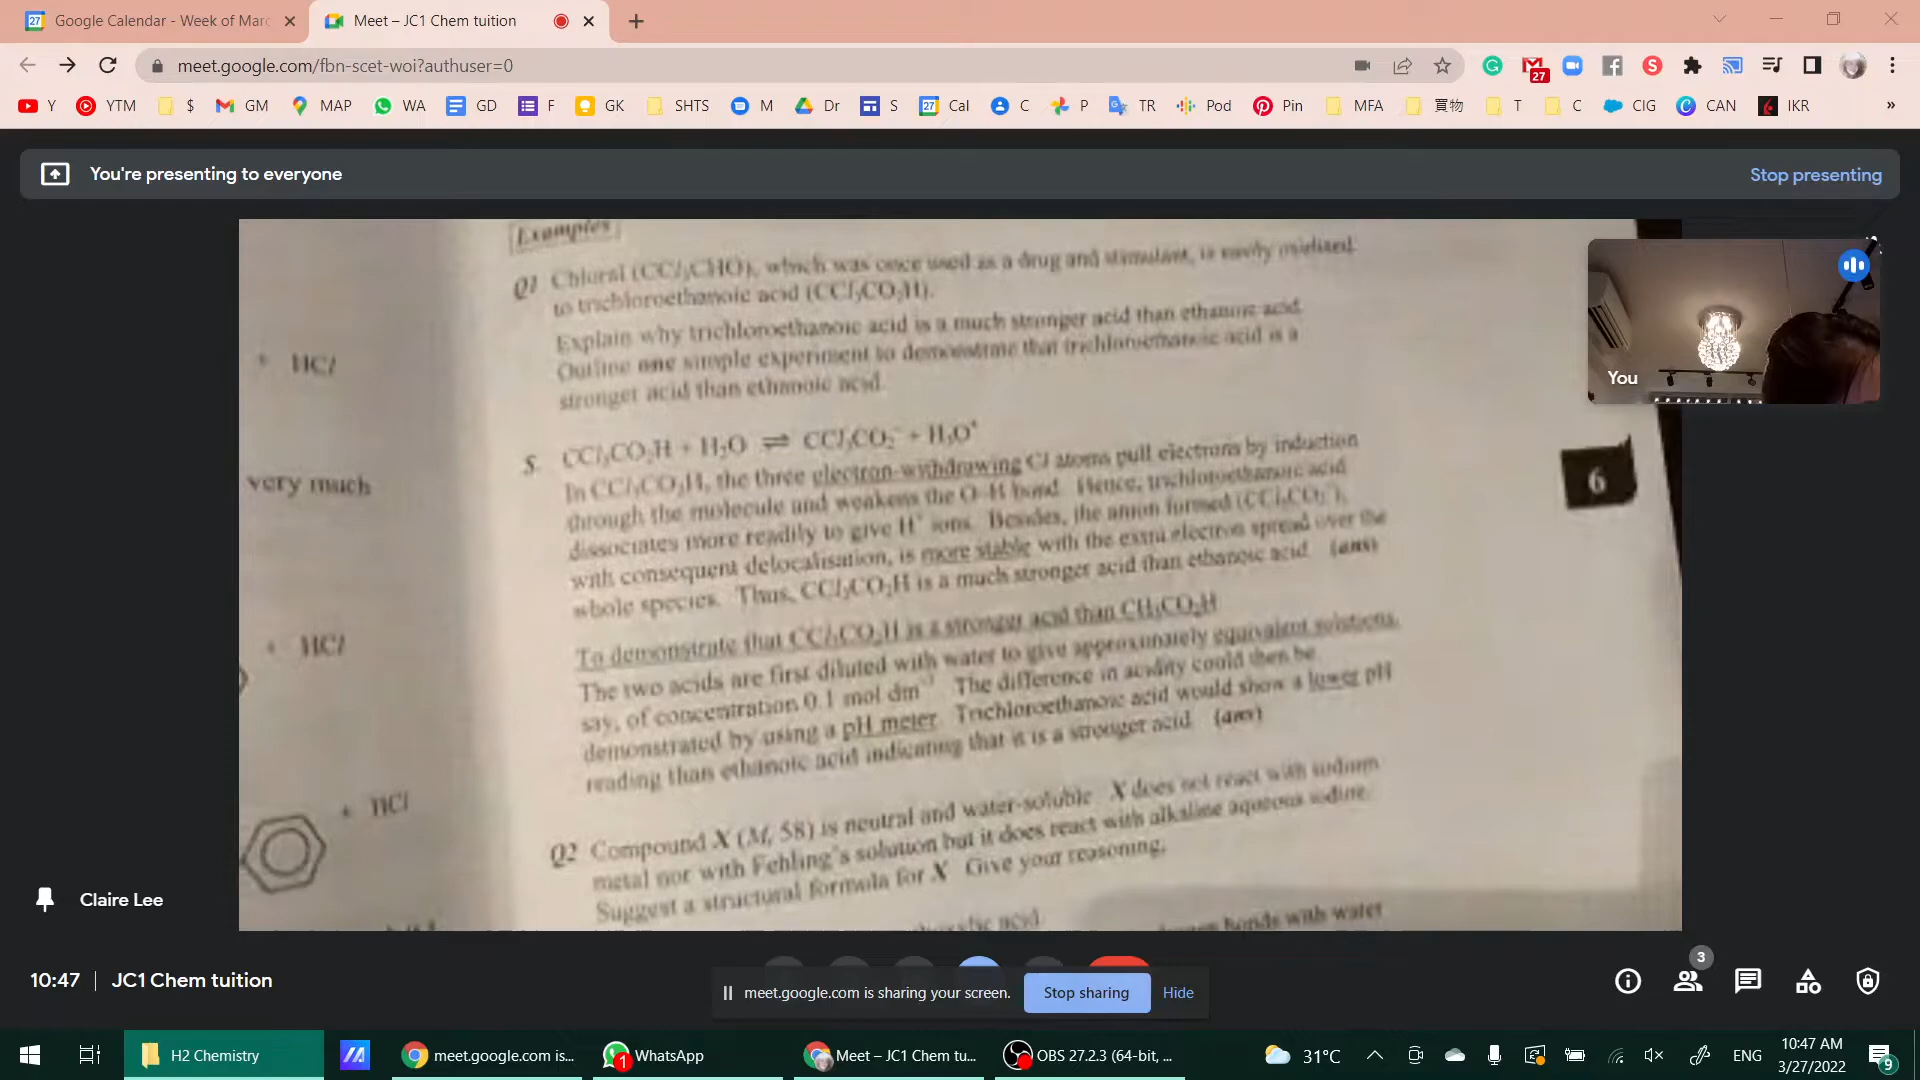 Google Calendar - Week of Marc
Meet – JC1 Chem tuition
meet.google.com/fbn-scet-woi?authuser=0
27
Y YTM $ GM MAP WA GD F GK SHTS M Dr S Cal C P TR Pod Pin MFA 買物 T C CIG CAN IKR »
You're presenting to everyone
Stop presenting
Examples
Q1 Chloral (CCl3CHO), which was once used as a drug and stimulant, is easily oxidised
to trichloroethanoic acid (CCl3CO2H).
Explain why trichloroethanoic acid is a much stronger acid than ethanoic acid.
Outline one simple experiment to demonstrate that trichloroethanoic acid is a
stronger acid than ethanoic acid.
S CCl3CO2H + H2O ⇌ CCl3CO2⁻ + H3O⁺
In CCl3CO2H, the three electron-withdrawing Cl atoms pull electrons by induction
through the molecule and weakens the O–H bond. Hence, trichloroethanoic acid
dissociates more readily to give H⁺ ions. Besides, the anion formed (CCl3CO2⁻),
with consequent delocalisation, is more stable with the extra electron spread over the
whole species. Thus, CCl3CO2H is a much stronger acid than ethanoic acid. (ans)
To demonstrate that CCl3CO2H is a stronger acid than CH3CO2H
The two acids are first diluted with water to give approximately equivalent solutions,
say, of concentration 0.1 mol dm⁻³. The difference in acidity could then be
demonstrated by using a pH meter. Trichloroethanoic acid would show a lower pH
reading than ethanoic acid indicating that it is a stronger acid. (ans)
Q2 Compound X (Mr 58) is neutral and water-soluble. X does not react with sodium
metal nor with Fehling's solution but it does react with alkaline aqueous iodine.
Suggest a structural formula for X. Give your reasoning.
acid.
bonds with water
+ HCl
very much
+ HCl
+ HCl
6
You
Claire Lee
10:47 | JC1 Chem tuition
meet.google.com is sharing your screen.
Stop sharing
Hide
3
H2 Chemistry
meet.google.com is...
1
WhatsApp
Meet – JC1 Chem tu...
OBS 27.2.3 (64-bit, ...
31°C
ENG
10:47 AM
3/27/2022
9